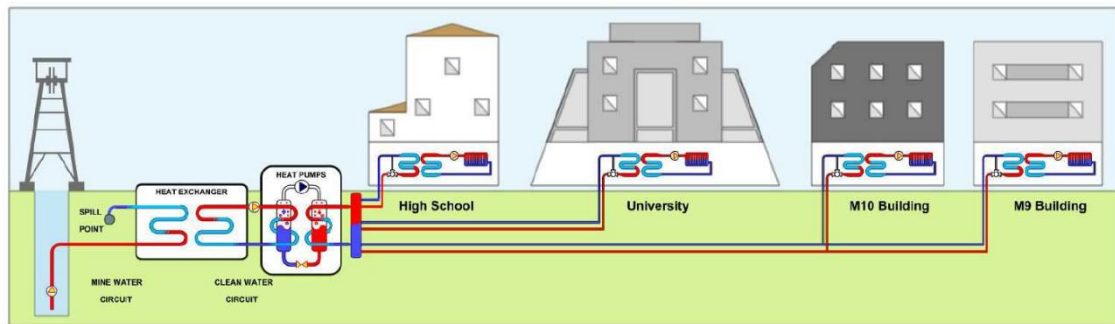 HEAT EXCHANGER
HEAT PUMPS
SPILL
POINT
High School
University
M10 Building
M9 Building
MINE WATER
CIRCUIT
CLEAN WATER
CIRCUIT